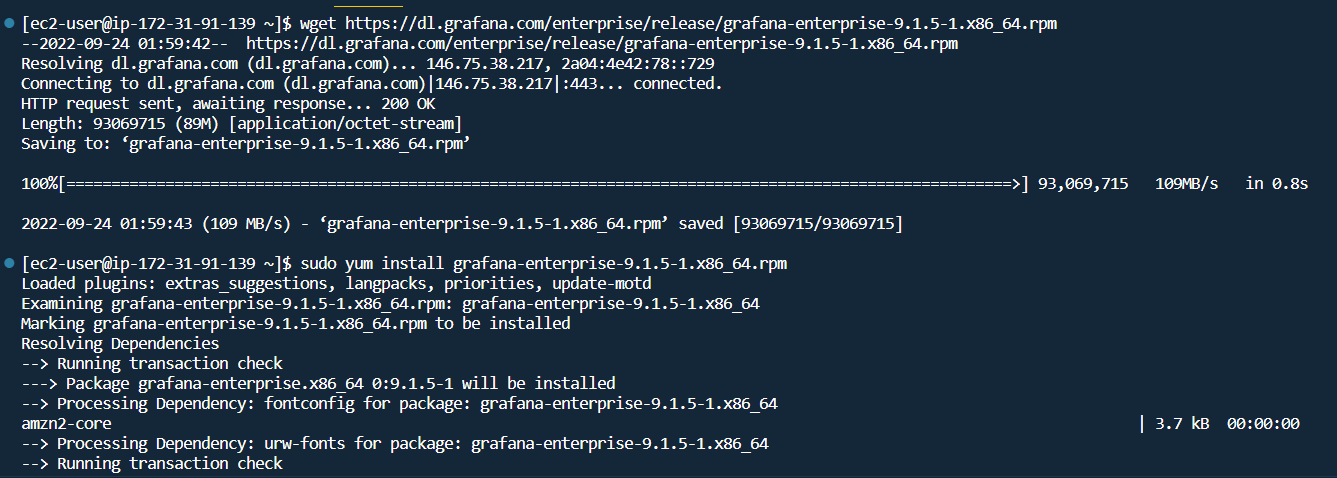 [ec2-user@ip-172-31-91-139 ~]$ wget https://dl.grafana.com/enterprise/release/grafana-enterprise-9.1.5-1.x86_64.rpm
--2022-09-24 01:59:42--  https://dl.grafana.com/enterprise/release/grafana-enterprise-9.1.5-1.x86_64.rpm
Resolving dl.grafana.com (dl.grafana.com)... 146.75.38.217, 2a04:4e42:78::729
Connecting to dl.grafana.com (dl.grafana.com)|146.75.38.217|:443... connected.
HTTP request sent, awaiting response... 200 OK
Length: 93069715 (89M) [application/octet-stream]
Saving to: ‘grafana-enterprise-9.1.5-1.x86_64.rpm’
100%[=========================================================================================================>] 93,069,715   109MB/s   in 0.8s
2022-09-24 01:59:43 (109 MB/s) - ‘grafana-enterprise-9.1.5-1.x86_64.rpm’ saved [93069715/93069715]
[ec2-user@ip-172-31-91-139 ~]$ sudo yum install grafana-enterprise-9.1.5-1.x86_64.rpm
Loaded plugins: extras_suggestions, langpacks, priorities, update-motd
Examining grafana-enterprise-9.1.5-1.x86_64.rpm: grafana-enterprise-9.1.5-1.x86_64
Marking grafana-enterprise-9.1.5-1.x86_64.rpm to be installed
Resolving Dependencies
--> Running transaction check
---> Package grafana-enterprise.x86_64 0:9.1.5-1 will be installed
--> Processing Dependency: fontconfig for package: grafana-enterprise-9.1.5-1.x86_64
amzn2-core | 3.7 kB  00:00:00
--> Processing Dependency: urw-fonts for package: grafana-enterprise-9.1.5-1.x86_64
--> Running transaction check